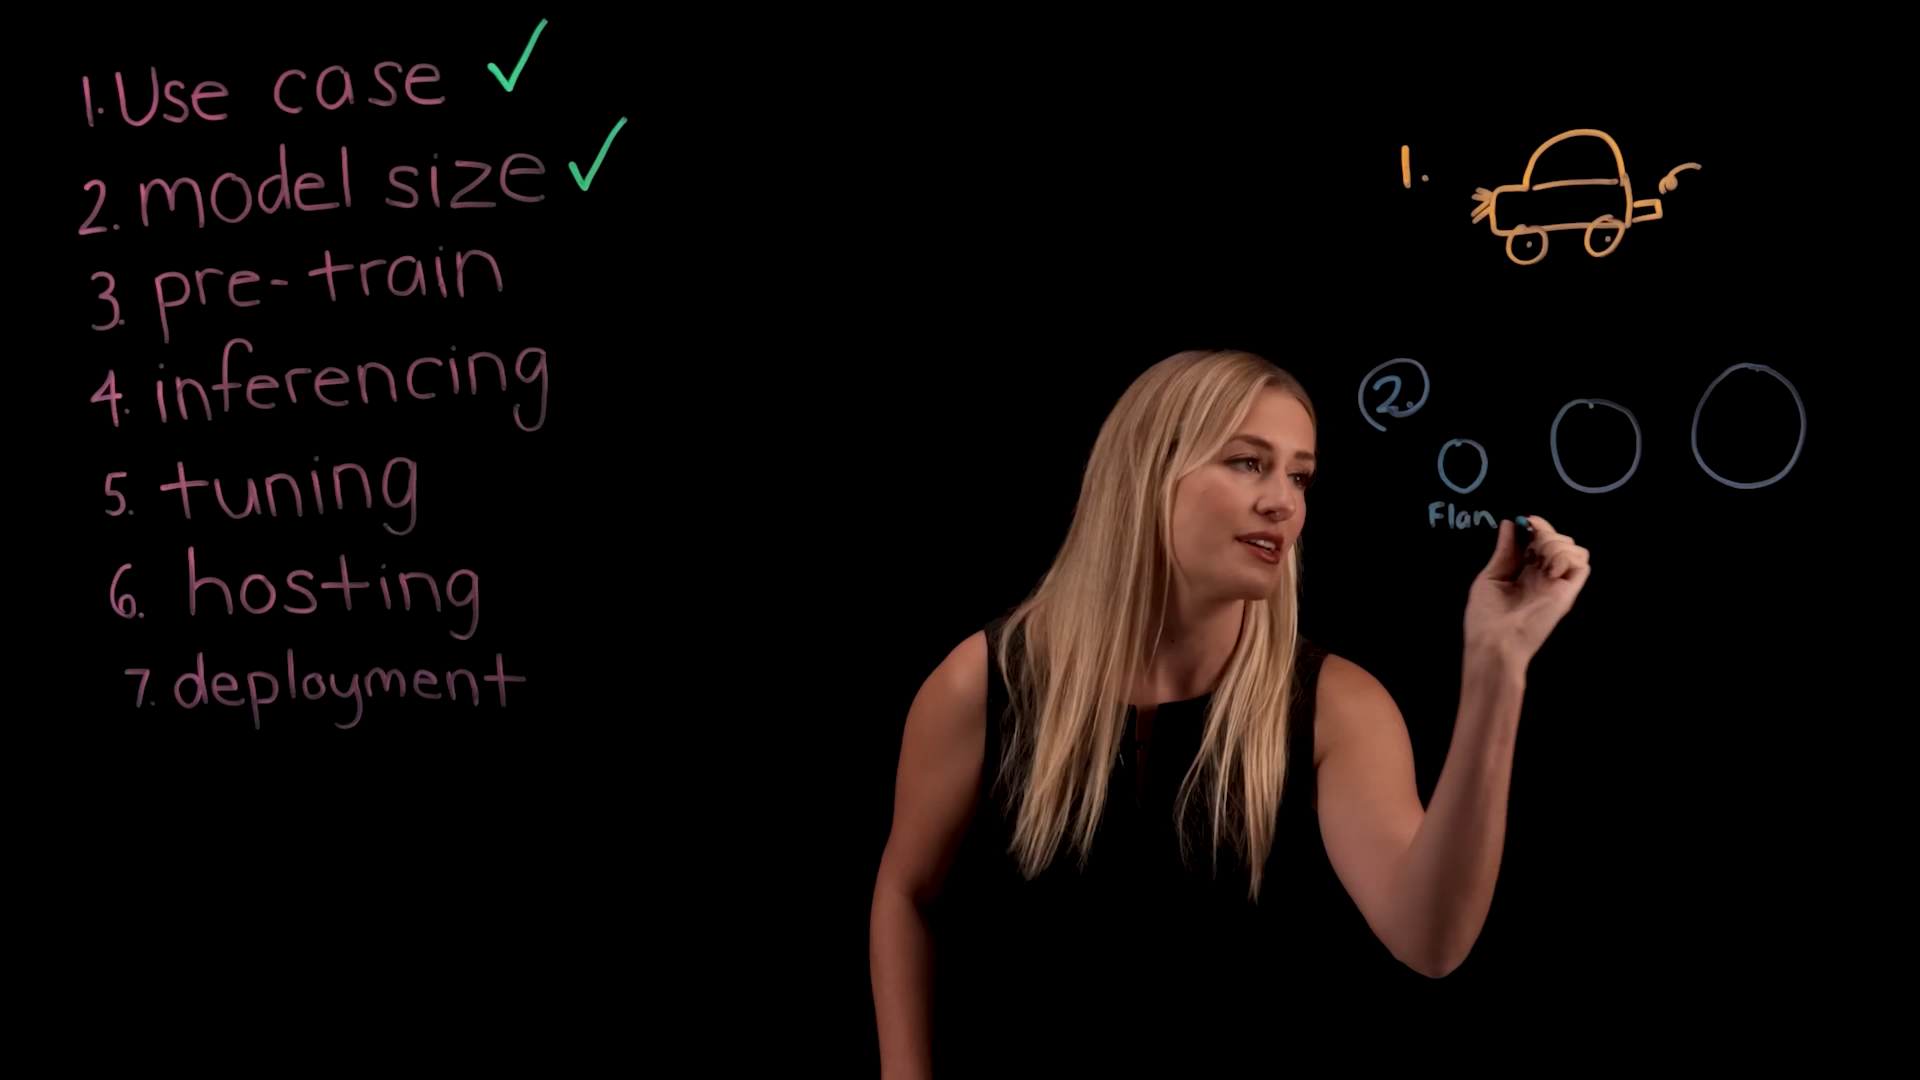 1. Use case ✓
2. model size ✓
3. pre-train
4. inferencing
5. tuning
6. hosting
7. deployment
1.
2.
Flan